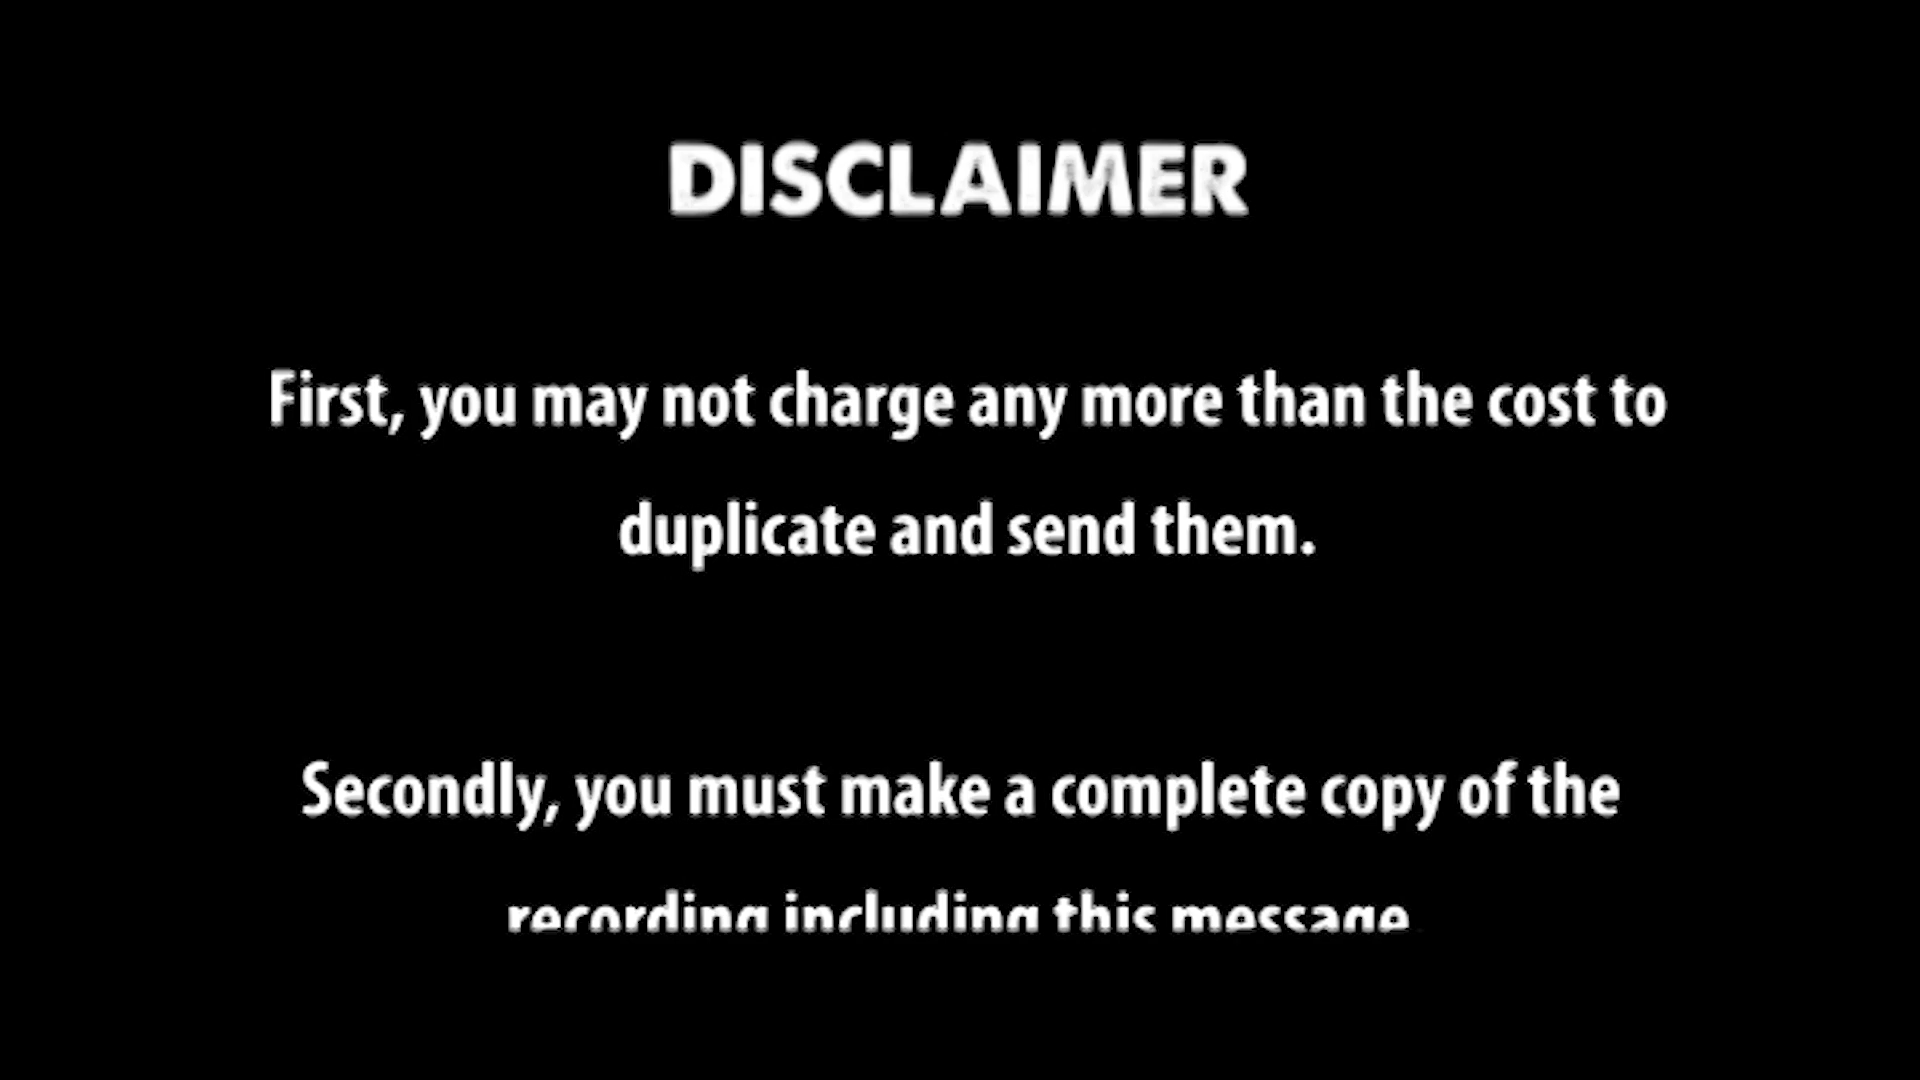 DISCLAIMER
First, you may not charge any more than the cost to
duplicate and send them.
Secondly, you must make a complete copy of the
recording including this message